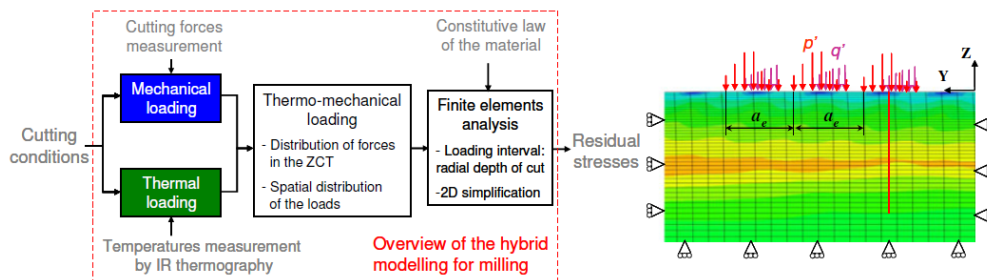 Cutting forces
measurement
Constitutive law
of the material
Mechanical
loading
Cutting
conditions
Thermal
loading
Temperatures measurement
by IR thermography
Thermo-mechanical
loading
- Distribution of forces
in the ZCT
- Spatial distribution
of the loads
Finite elements
analysis
- Loading interval:
radial depth of cut
-2D simplification
Overview of the hybrid
modelling for milling
Residual
stresses
p'
q'
Z
Y
a_e
a_e